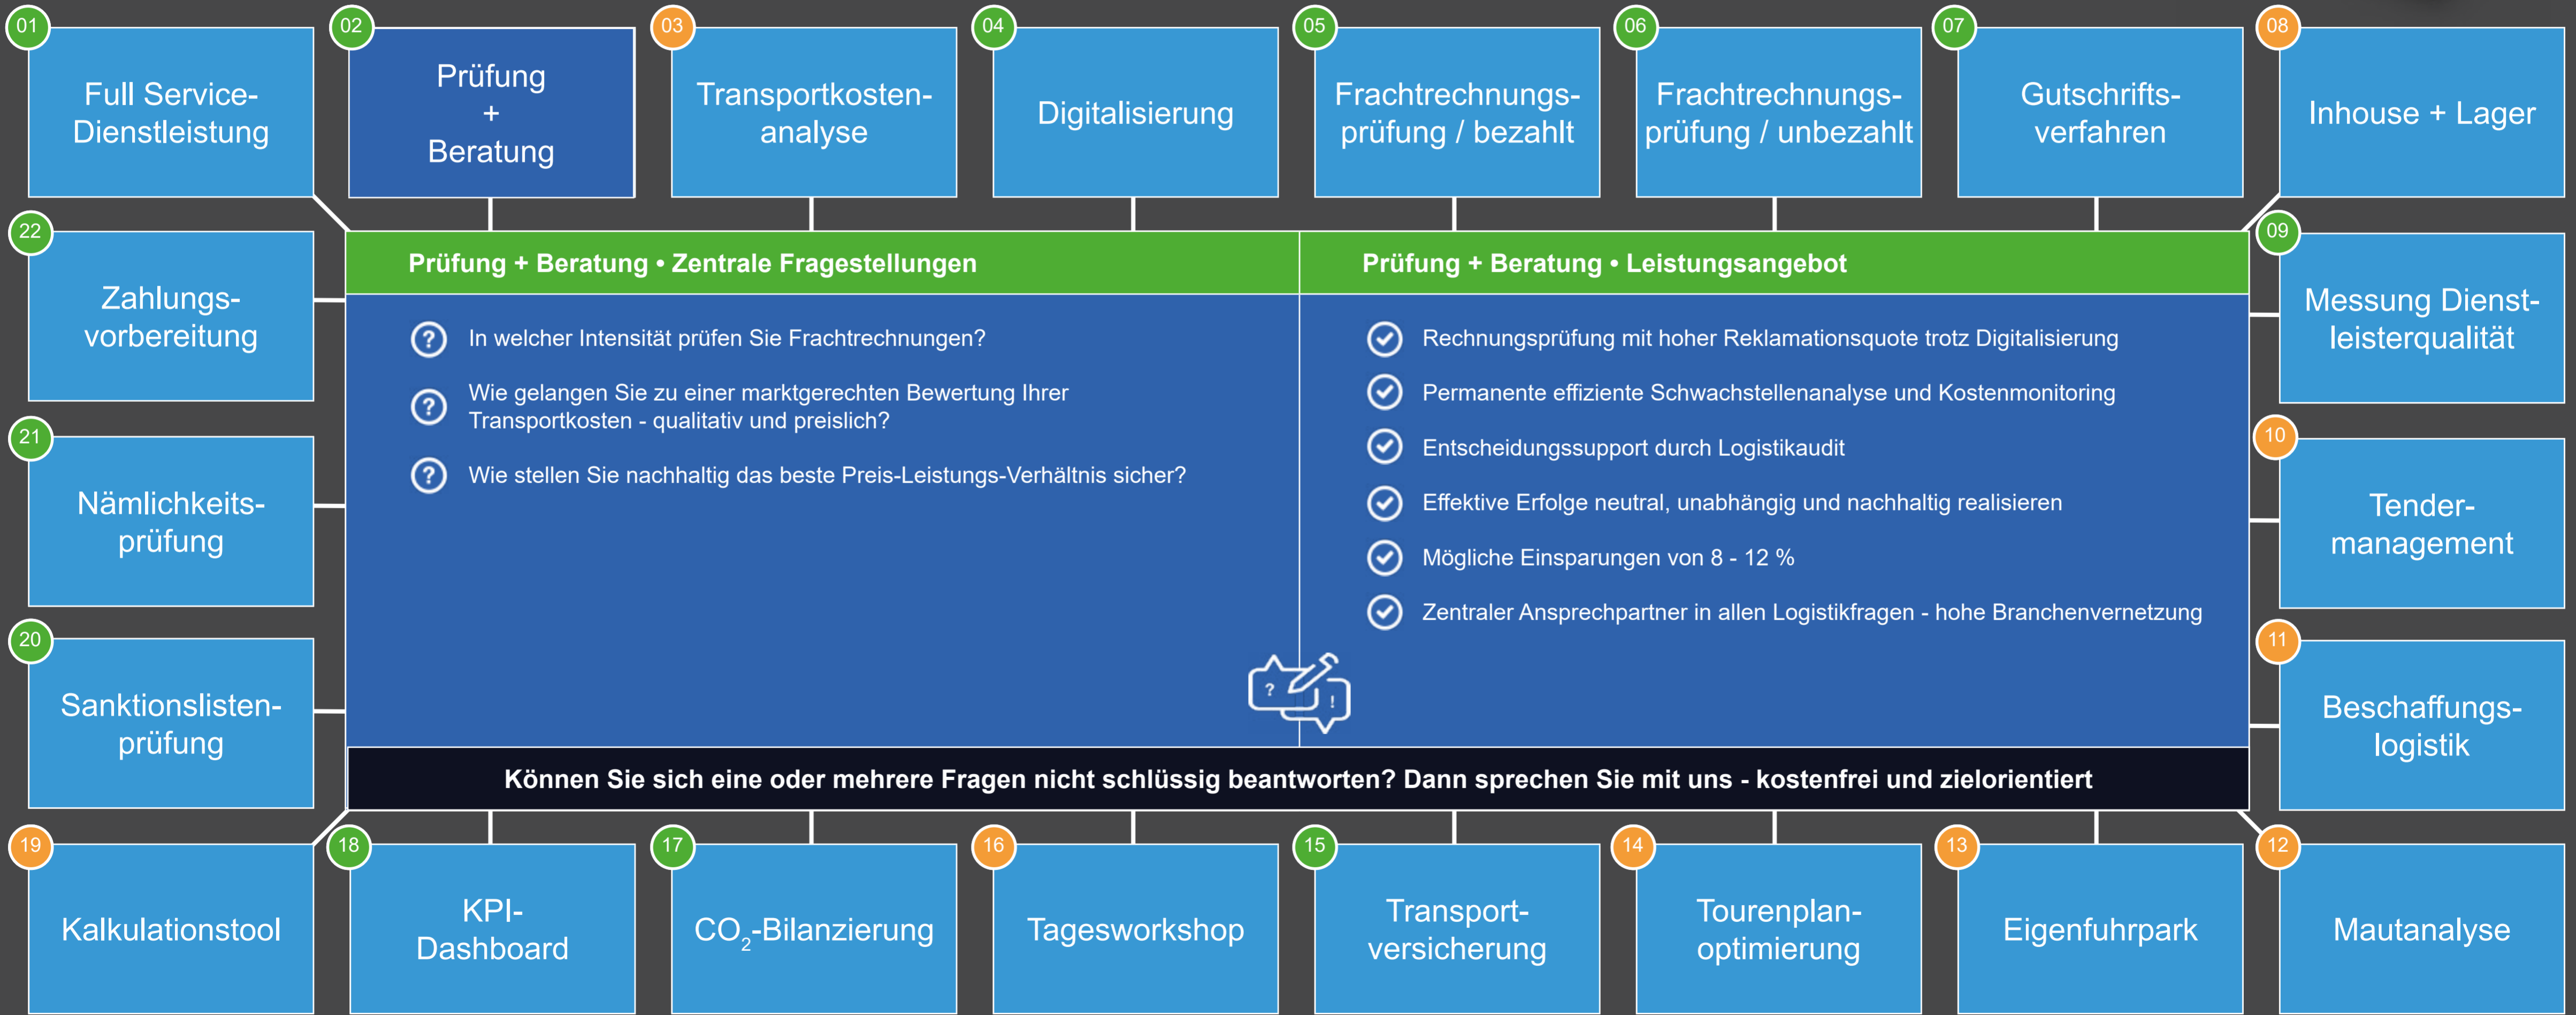 01
Full Service-
Dienstleistung
02
Prüfung
+
Beratung
03
Transportkosten-
analyse
04
Digitalisierung
05
Frachtrechnungs-
prüfung / bezahlt
06
Frachtrechnungs-
prüfung / unbezahlt
07
Gutschrifts-
verfahren
08
Inhouse + Lager
22
Zahlungs-
vorbereitung
21
Nämlichkeits-
prüfung
20
Sanktionslisten-
prüfung
Prüfung + Beratung • Zentrale Fragestellungen
? In welcher Intensität prüfen Sie Frachtrechnungen?
? Wie gelangen Sie zu einer marktgerechten Bewertung Ihrer
Transportkosten - qualitativ und preislich?
? Wie stellen Sie nachhaltig das beste Preis-Leistungs-Verhältnis sicher?
Prüfung + Beratung • Leistungsangebot
Rechnungsprüfung mit hoher Reklamationsquote trotz Digitalisierung
Permanente effiziente Schwachstellenanalyse und Kostenmonitoring
Entscheidungssupport durch Logistikaudit
Effektive Erfolge neutral, unabhängig und nachhaltig realisieren
Mögliche Einsparungen von 8 - 12 %
Zentraler Ansprechpartner in allen Logistikfragen - hohe Branchenvernetzung
? !
Können Sie sich eine oder mehrere Fragen nicht schlüssig beantworten? Dann sprechen Sie mit uns - kostenfrei und zielorientiert
09
Messung Dienst-
leisterqualität
10
Tender-
management
11
Beschaffungs-
logistik
19
Kalkulationstool
18
KPI-
Dashboard
17
CO₂-Bilanzierung
16
Tagesworkshop
15
Transport-
versicherung
14
Tourenplan-
optimierung
13
Eigenfuhrpark
12
Mautanalyse